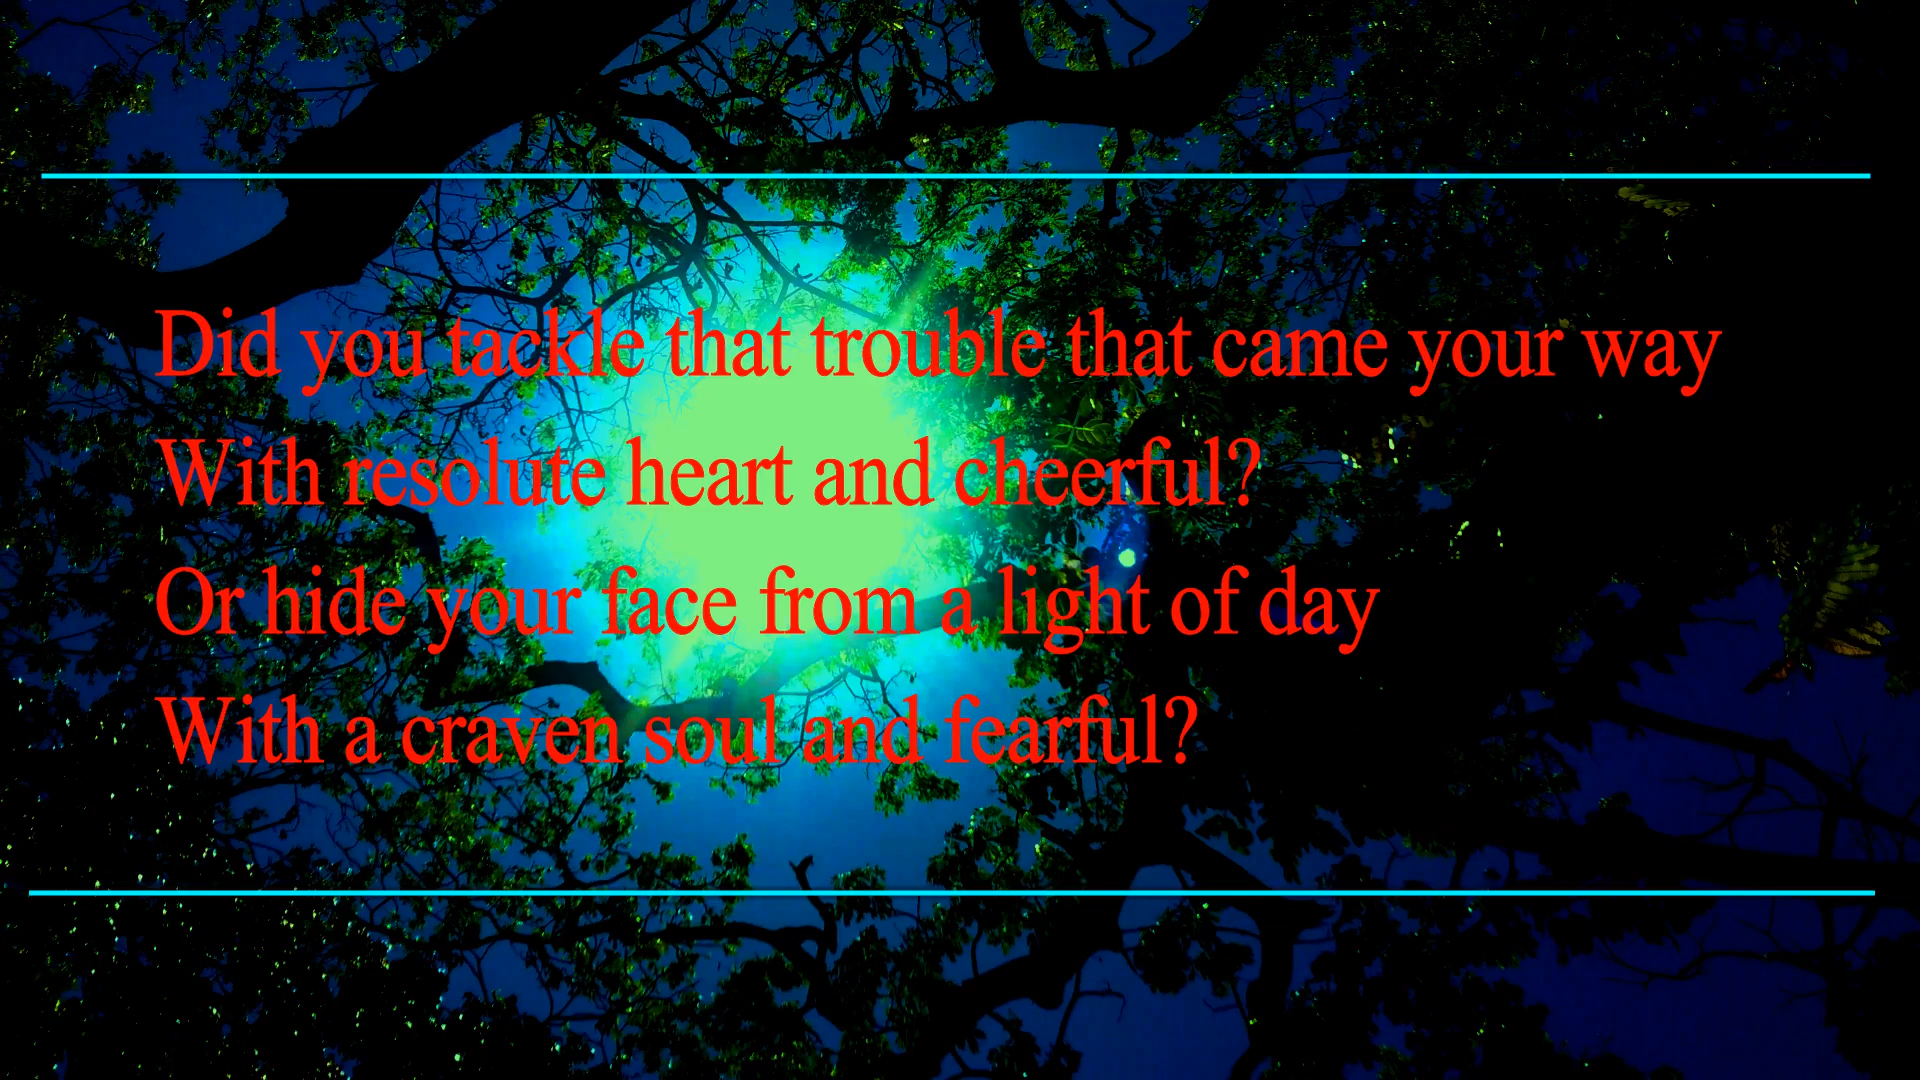 Did you tackle that trouble that came your way
With resolute heart and cheerful?
Or hide your face from a light of day
With a craven soul and fearful?